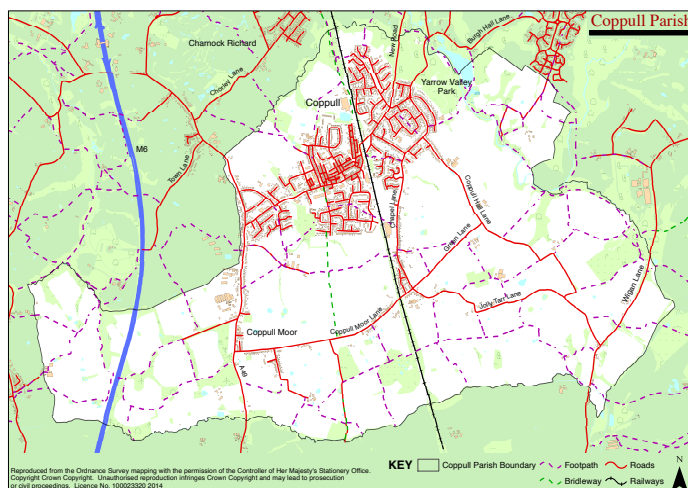 Coppull Parish
Charnock Richard
New Road
Burgh Hall Lane
Chorley Lane
Yarrow Valley
Park
Coppull
M6
Town Lane
Chapel Lane
Coppull Hall Lane
Green Lane
Wigan Lane
Jolly Tar Lane
Coppull Moor Lane
Coppull Moor
A49
Reproduced from the Ordnance Survey mapping with the permission of the Controller of Her Majesty's Stationery Office.
Copyright Crown Copyright. Unauthorised reproduction infringes Crown Copyright and may lead to prosecution
or civil proceedings. Licence No. 100023320 2014
KEY Coppull Parish Boundary Footpath Roads
Bridleway Railways
N